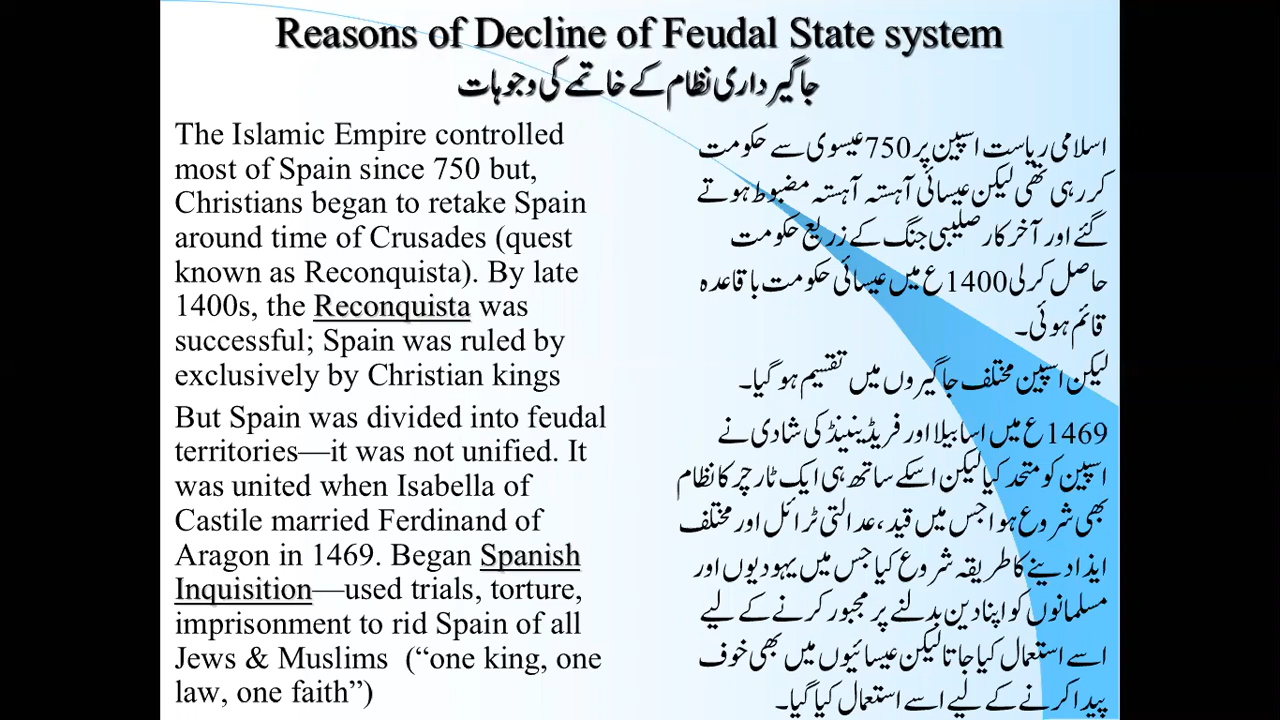 Reasons of Decline of Feudal State system
جاگیرداری نظام کے خاتمے کی وجوہات
The Islamic Empire controlled
most of Spain since 750 but,
Christians began to retake Spain
around time of Crusades (quest
known as Reconquista). By late
1400s, the Reconquista was
successful; Spain was ruled by
exclusively by Christian kings
But Spain was divided into feudal
territories—it was not unified. It
was united when Isabella of
Castile married Ferdinand of
Aragon in 1469. Began Spanish
Inquisition—used trials, torture,
imprisonment to rid Spain of all
Jews & Muslims (“one king, one
law, one faith”)
اسلامی ریاست اسپین پر 750 عیسوی سے حکومت
کر رہی تھی لیکن عیسائی آہستہ آہستہ مضبوط ہوتے
گئے اور آخر کار صلیبی جنگ کے زریع حکومت
حاصل کر لی 1400ع میں عیسائی حکومت باقاعدہ
قائم ہوئی۔
لیکن اسپین مختلف جاگیروں میں تقسیم ہو گیا۔
1469ع میں اسابیلا اور فریڈینینڈ کی شادی نے
اسپین کو متحد کیا لیکن اسکے ساتھ ہی ایک ٹارچر کا نظام
بھی شروع ہوا جس میں قید، عدالتی ٹرائل اور مختلف
ایذا دینے کا طریقہ شروع کیا جس میں یہودیوں اور
مسلمانوں کو اپنا دین بدلنے پر مجبور کرنے کے لیے
اسے استعمال کیا جاتا لیکن عیسائیوں میں بھی خوف
پیدا کرنے کے لیے اسے استعمال کیا گیا۔